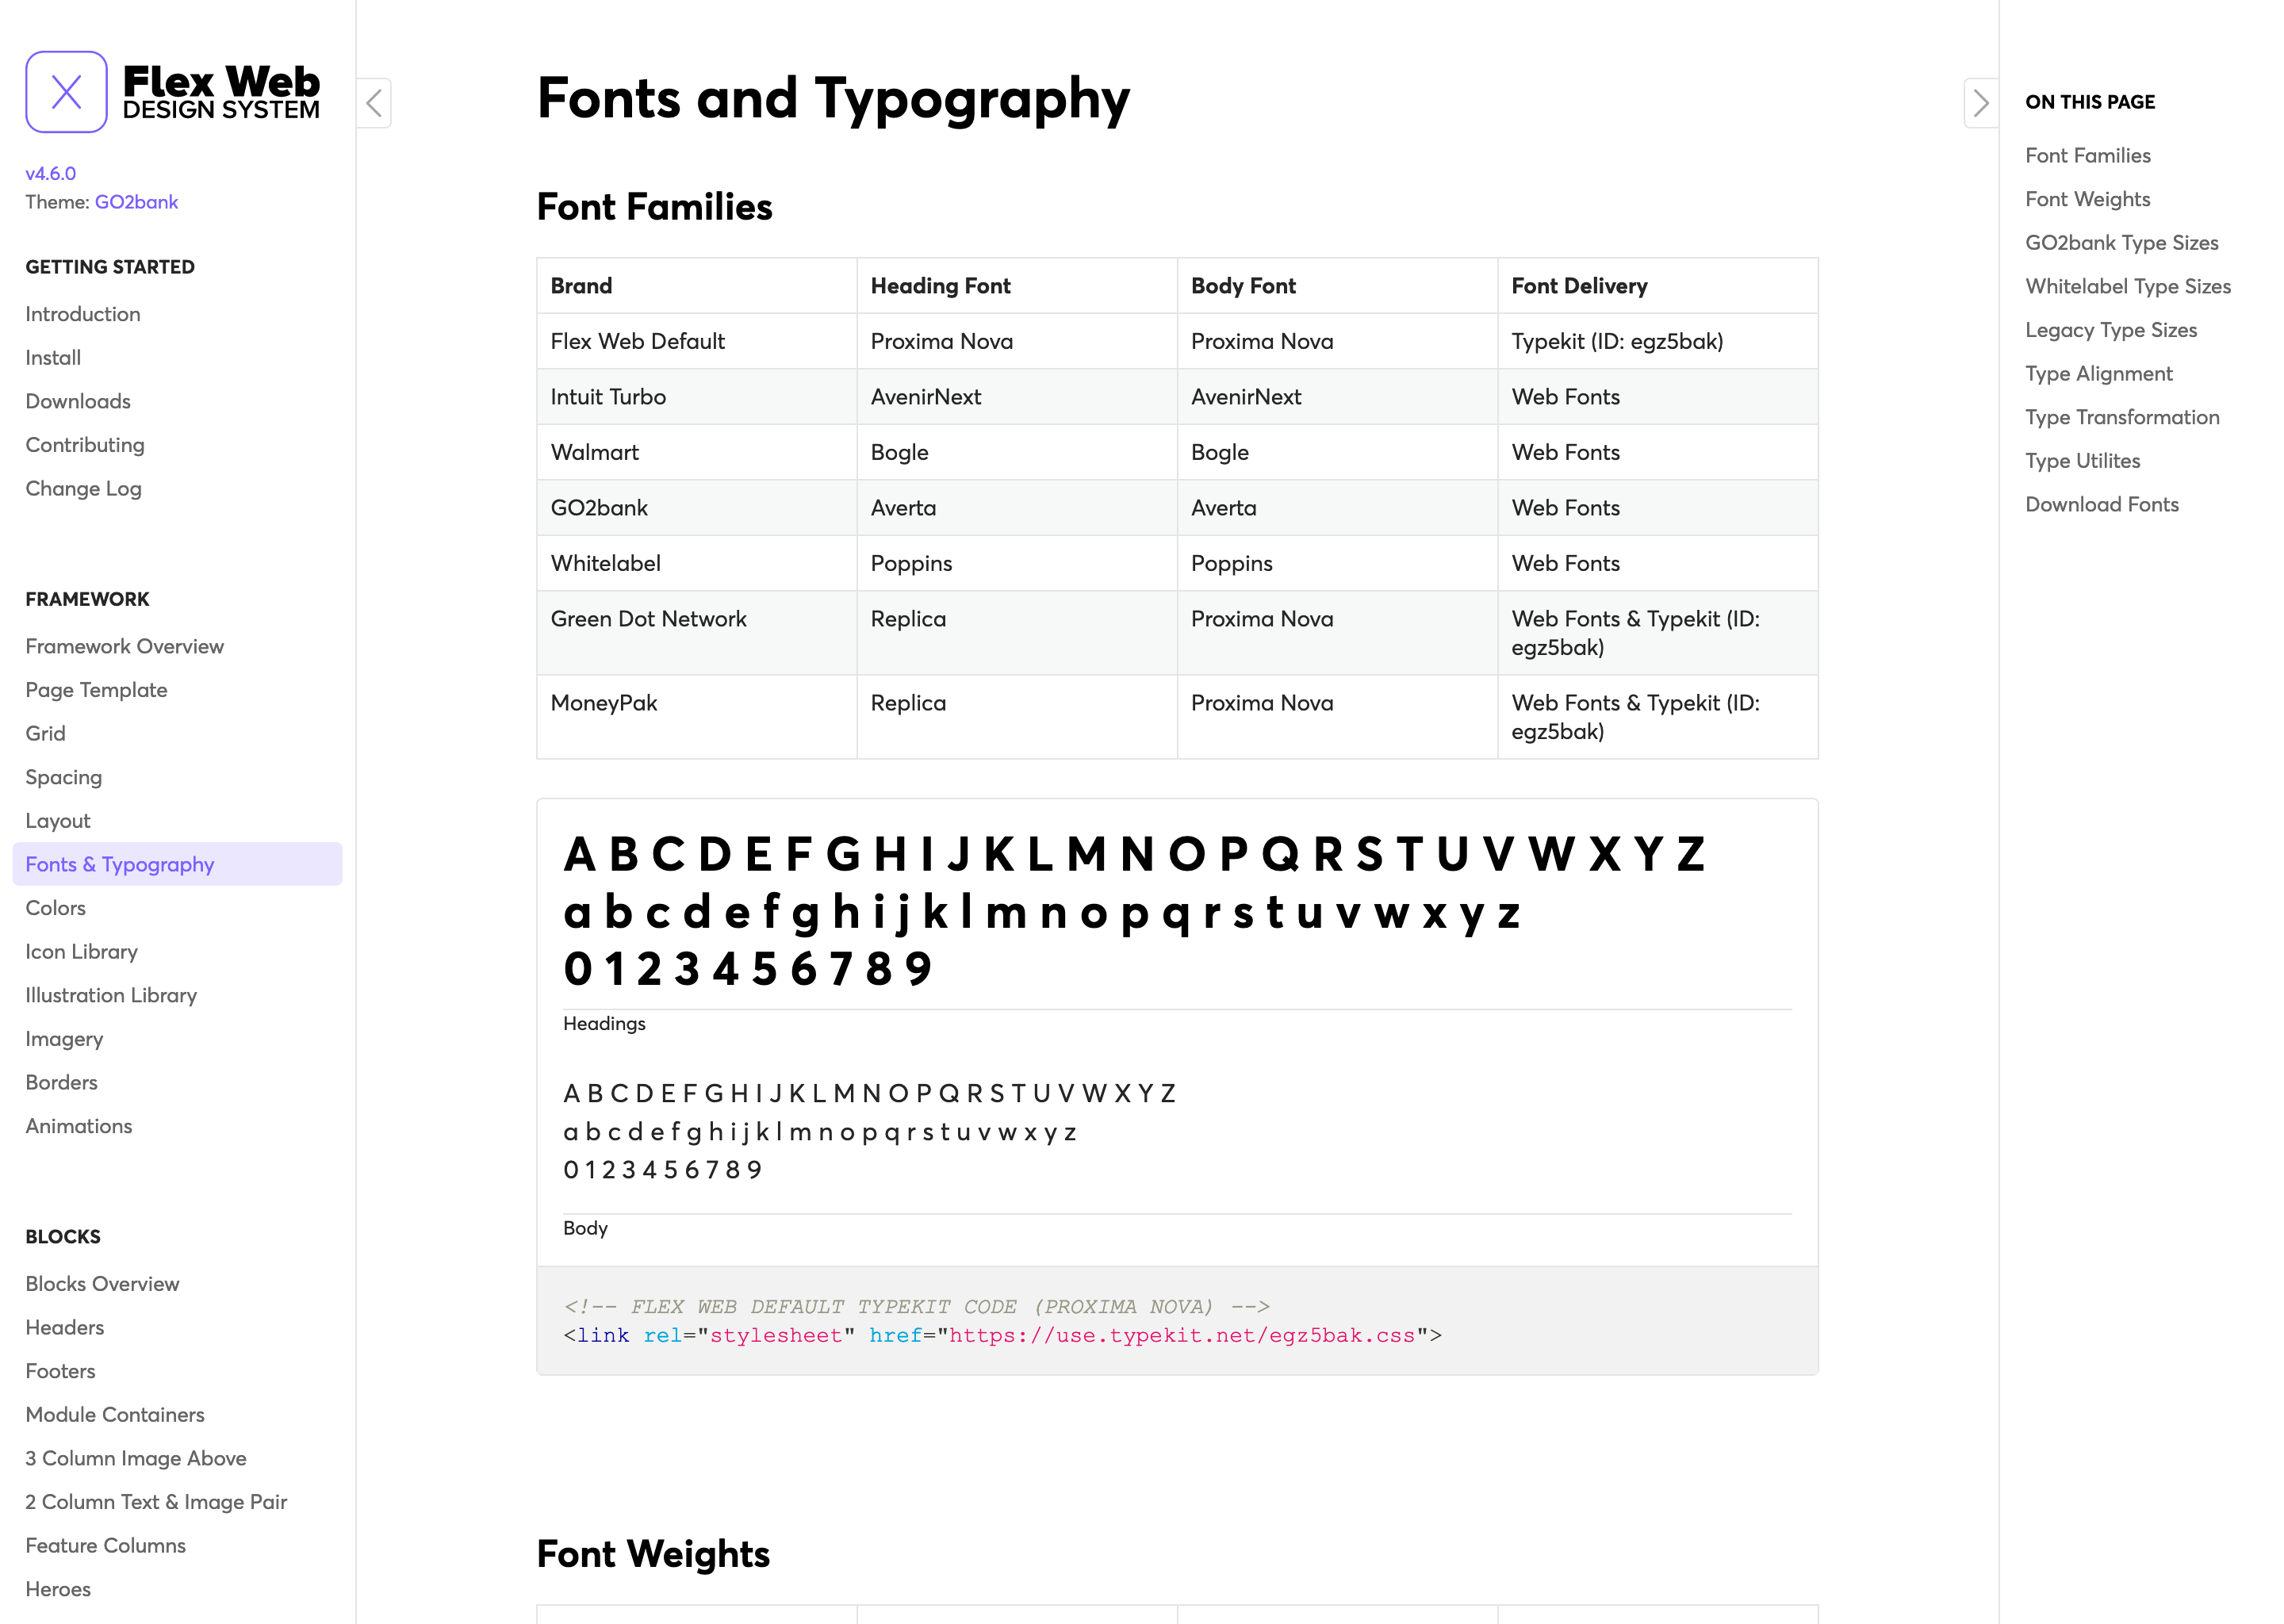 Flex Web
DESIGN SYSTEM
v4.6.0
Theme: GO2bank
GETTING STARTED
Introduction
Install
Downloads
Contributing
Change Log
FRAMEWORK
Framework Overview
Page Template
Grid
Spacing
Layout
Fonts & Typography
Colors
Icon Library
Illustration Library
Imagery
Borders
Animations
BLOCKS
Blocks Overview
Headers
Footers
Module Containers
3 Column Image Above
2 Column Text & Image Pair
Feature Columns
Heroes
Fonts and Typography
Font Families
Brand Heading Font Body Font Font Delivery
Flex Web Default Proxima Nova Proxima Nova Typekit (ID: egz5bak)
Intuit Turbo AvenirNext AvenirNext Web Fonts
Walmart Bogle Bogle Web Fonts
GO2bank Averta Averta Web Fonts
Whitelabel Poppins Poppins Web Fonts
Green Dot Network Replica Proxima Nova Web Fonts & Typekit (ID:
egz5bak)
MoneyPak Replica Proxima Nova Web Fonts & Typekit (ID:
egz5bak)
A B C D E F G H I J K L M N O P Q R S T U V W X Y Z
a b c d e f g h i j k l m n o p q r s t u v w x y z
0 1 2 3 4 5 6 7 8 9
Headings
A B C D E F G H I J K L M N O P Q R S T U V W X Y Z
a b c d e f g h i j k l m n o p q r s t u v w x y z
0 1 2 3 4 5 6 7 8 9
Body
<!-- FLEX WEB DEFAULT TYPEKIT CODE (PROXIMA NOVA) -->
<link rel="stylesheet" href="https://use.typekit.net/egz5bak.css">
Font Weights
ON THIS PAGE
Font Families
Font Weights
GO2bank Type Sizes
Whitelabel Type Sizes
Legacy Type Sizes
Type Alignment
Type Transformation
Type Utilites
Download Fonts